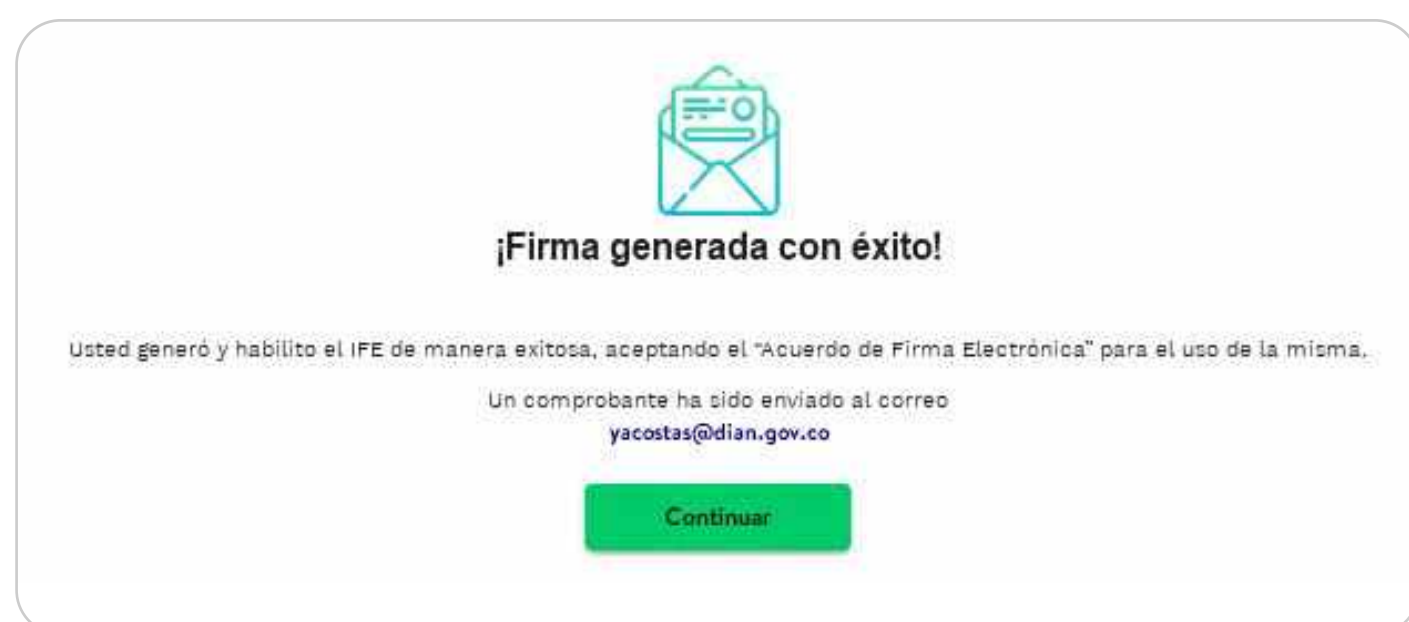 ¡Firma generada con éxito!
Usted generó y habilito el IFE de manera exitosa, aceptando el "Acuerdo de Firma Electrónica" para el uso de la misma.
Un comprobante ha sido enviado al correo
yacostas@dian.gov.co
Continuar